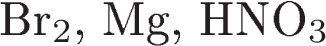 Br₂, Mg, HNO₃